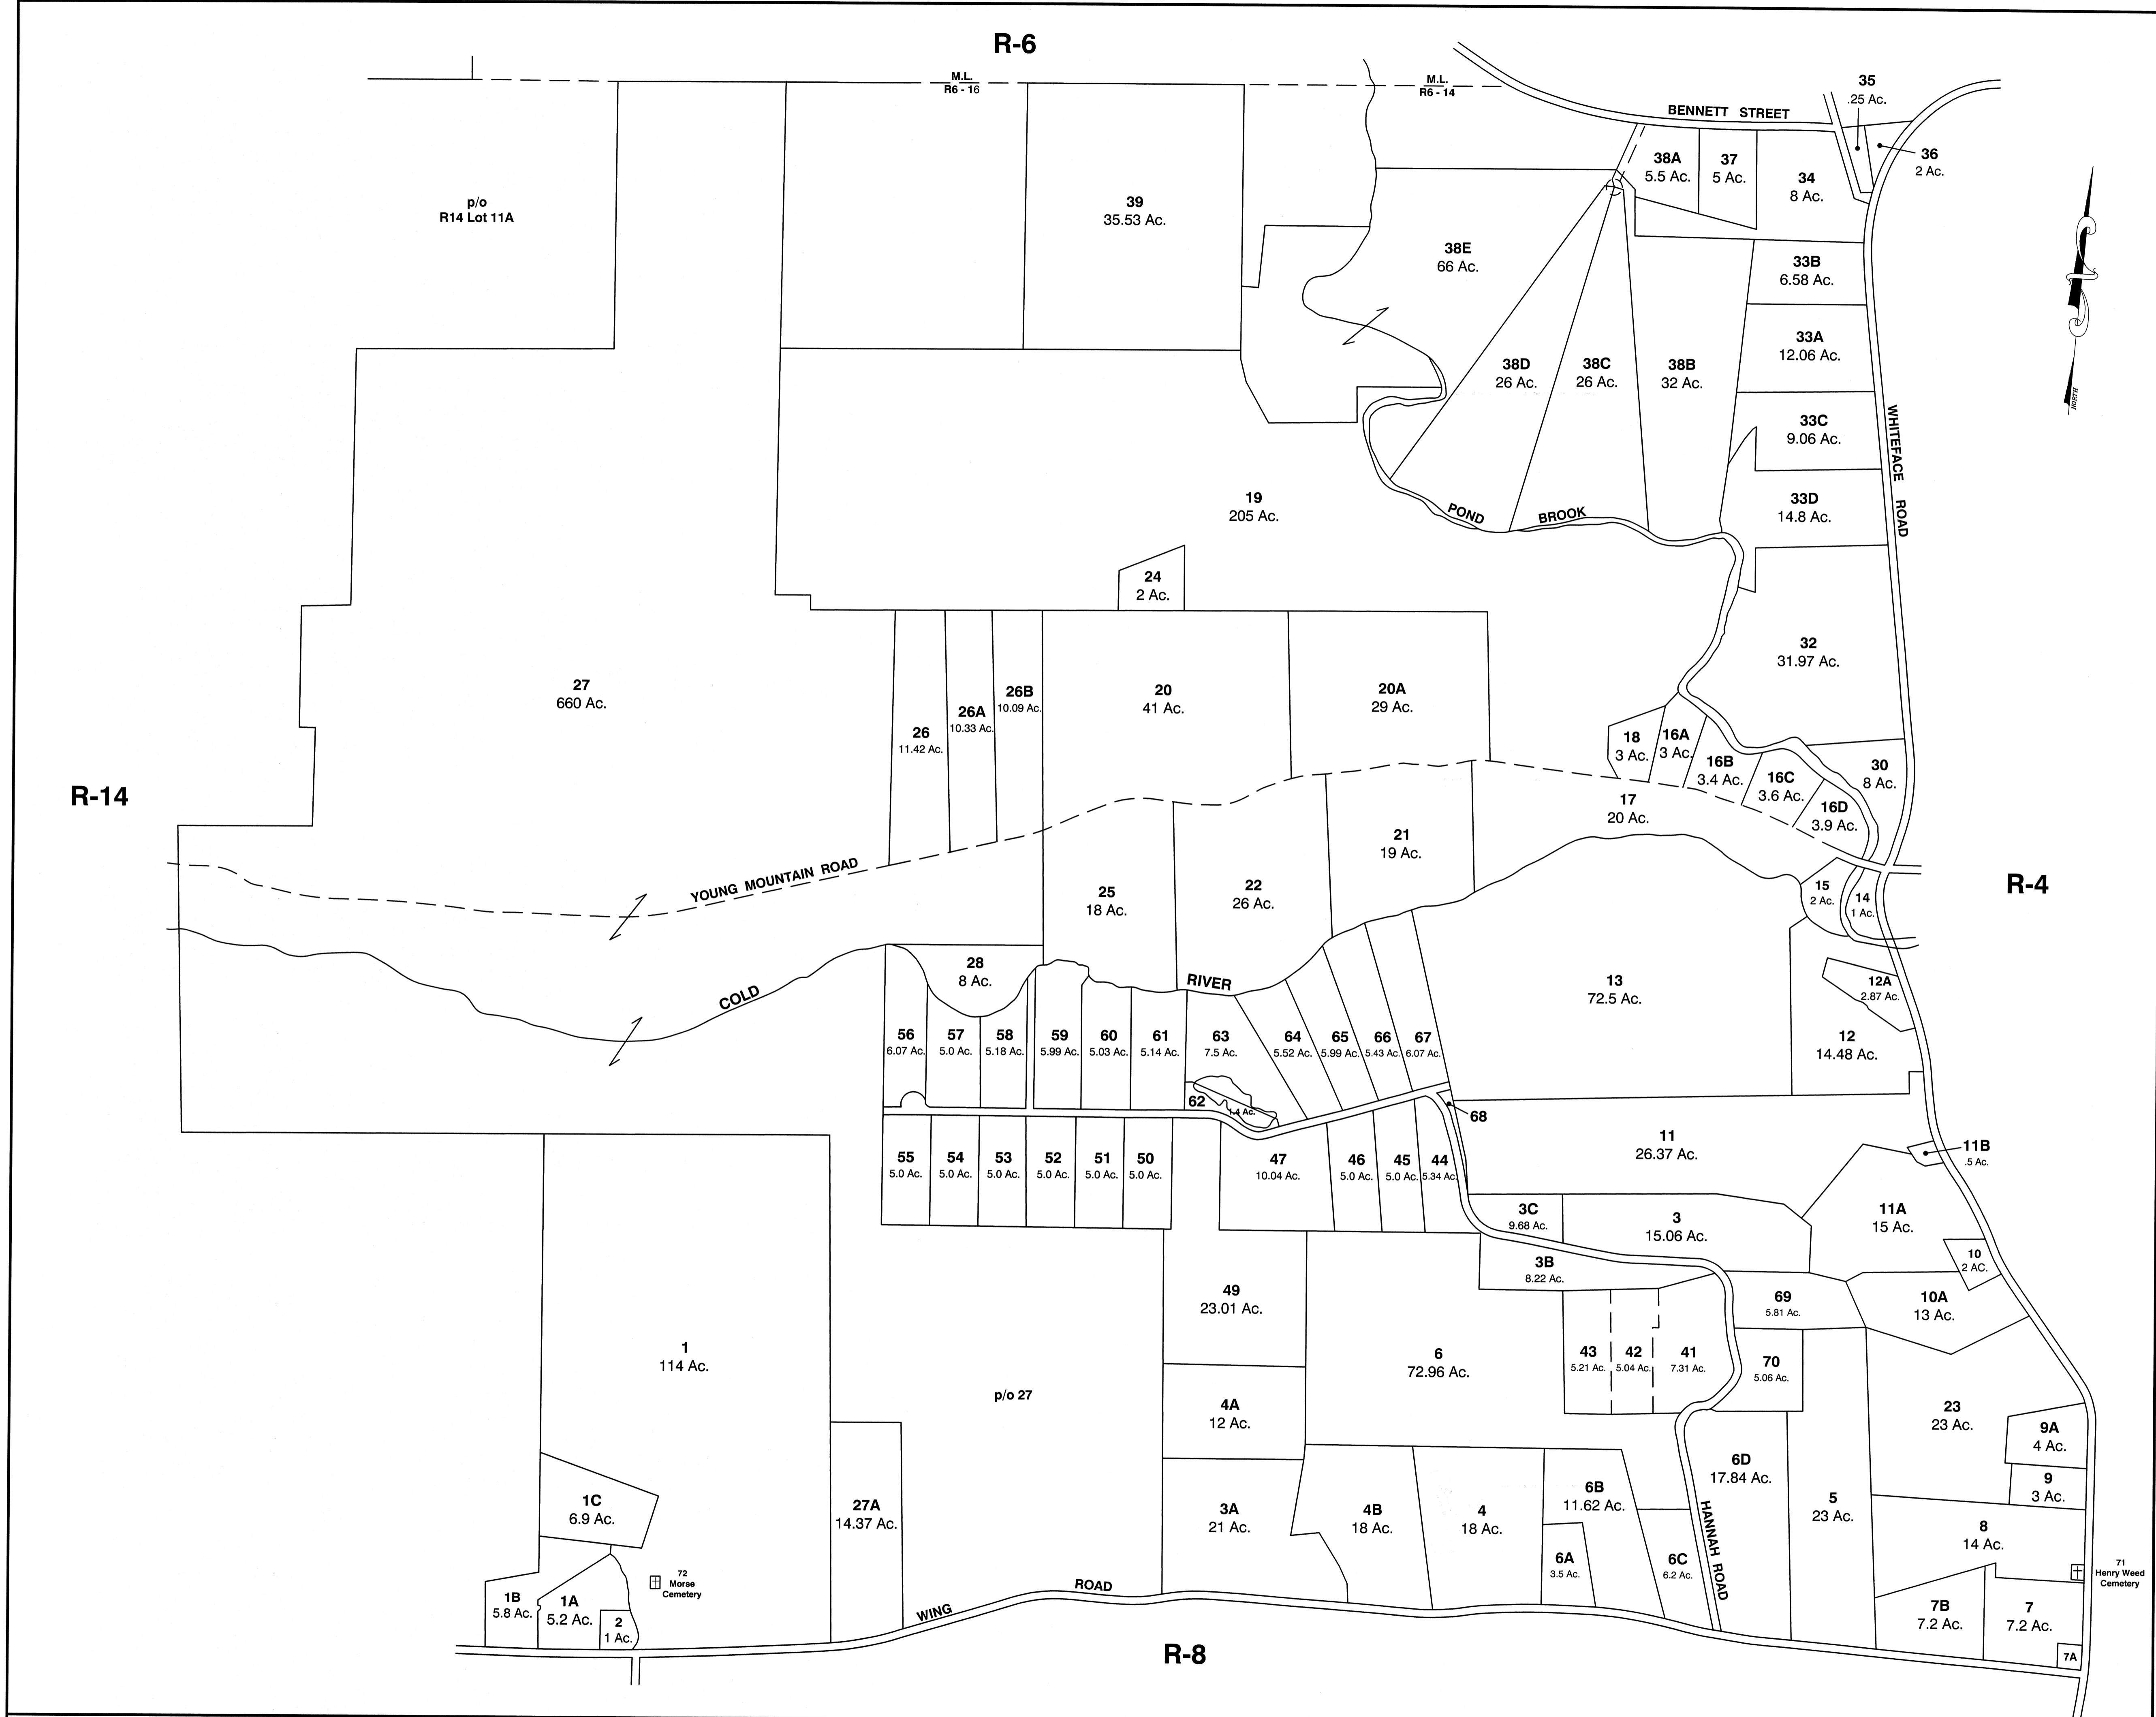 R-6
M.L.
R6 - 16
M.L.
R6 - 14
BENNETT STREET
35
.25 Ac.
36
2 Ac.
p/o
R14 Lot 11A
39
35.53 Ac.
38A
5.5 Ac.
37
5 Ac.
34
8 Ac.
38E
66 Ac.
33B
6.58 Ac.
33A
12.06 Ac.
38D
26 Ac.
38C
26 Ac.
38B
32 Ac.
33C
9.06 Ac.
WHITEFACE ROAD
NORTH
19
205 Ac.
POND BROOK
33D
14.8 Ac.
24
2 Ac.
32
31.97 Ac.
27
660 Ac.
26
11.42 Ac.
26A
10.33 Ac.
26B
10.09 Ac.
20
41 Ac.
20A
29 Ac.
18
3 Ac.
16A
3 Ac.
16B
3.4 Ac.
16C
3.6 Ac.
16D
3.9 Ac.
30
8 Ac.
R-14
17
20 Ac.
21
19 Ac.
YOUNG MOUNTAIN ROAD
25
18 Ac.
22
26 Ac.
15
2 Ac.
14
1 Ac.
R-4
28
8 Ac.
COLD RIVER
13
72.5 Ac.
12A
2.87 Ac.
12
14.48 Ac.
56
6.07 Ac.
57
5.0 Ac.
58
5.18 Ac.
59
5.99 Ac.
60
5.03 Ac.
61
5.14 Ac.
63
7.5 Ac.
64
5.52 Ac.
65
5.99 Ac.
66
5.43 Ac.
67
6.07 Ac.
62
1.4 Ac.
68
55
5.0 Ac.
54
5.0 Ac.
53
5.0 Ac.
52
5.0 Ac.
51
5.0 Ac.
50
5.0 Ac.
47
10.04 Ac.
46
5.0 Ac.
45
5.0 Ac.
44
5.34 Ac.
11
26.37 Ac.
11B
.5 Ac.
3C
9.68 Ac.
3
15.06 Ac.
11A
15 Ac.
10
2 AC.
3B
8.22 Ac.
49
23.01 Ac.
69
5.81 Ac.
10A
13 Ac.
1
114 Ac.
6
72.96 Ac.
43
5.21 Ac.
42
5.04 Ac.
41
7.31 Ac.
70
5.06 Ac.
p/o 27
4A
12 Ac.
23
23 Ac.
9A
4 Ac.
9
3 Ac.
1C
6.9 Ac.
27A
14.37 Ac.
3A
21 Ac.
4B
18 Ac.
4
18 Ac.
6B
11.62 Ac.
6D
17.84 Ac.
5
23 Ac.
8
14 Ac.
6A
3.5 Ac.
6C
6.2 Ac.
HANNAH ROAD
71
Henry Weed
Cemetery
72
Morse
Cemetery
1B
5.8 Ac.
1A
5.2 Ac.
2
1 Ac.
WING ROAD
7B
7.2 Ac.
7
7.2 Ac.
7A
R-8